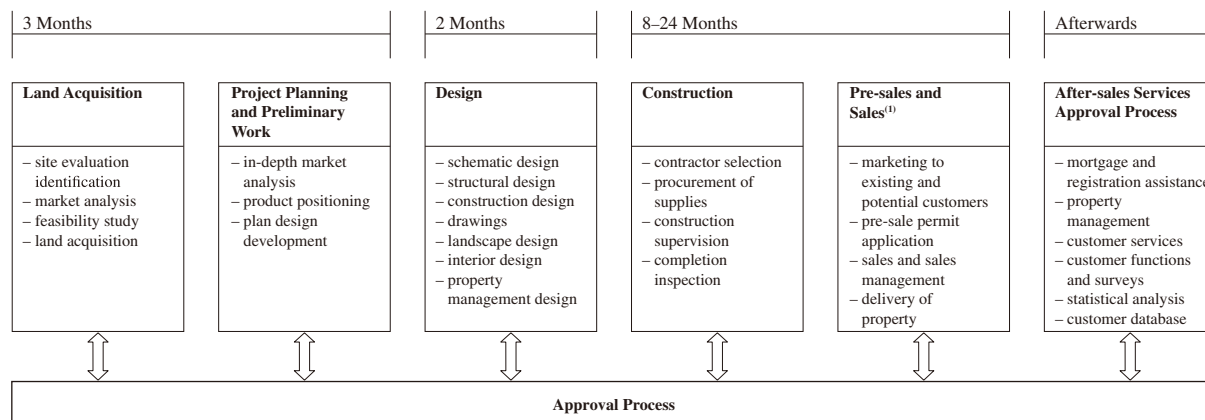 3 Months
2 Months
8–24 Months
Afterwards
Land Acquisition
– site evaluation
identification
– market analysis
– feasibility study
– land acquisition
Project Planning
and Preliminary
Work
– in-depth market
analysis
– product positioning
– plan design
development
Design
– schematic design
– structural design
– construction design
– drawings
– landscape design
– interior design
– property
management design
Construction
– contractor selection
– procurement of
supplies
– construction
supervision
– completion
inspection
Pre-sales and
Sales(1)
– marketing to
existing and
potential customers
– pre-sale permit
application
– sales and sales
management
– delivery of
property
After-sales Services
Approval Process
– mortgage and
registration assistance
– property
management
– customer services
– customer functions
and surveys
– statistical analysis
– customer database
Approval Process